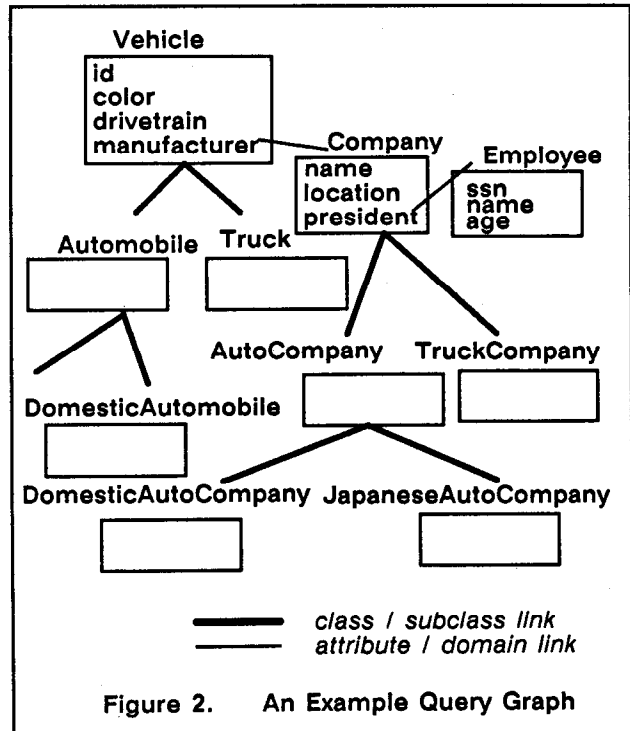 Vehicle
id
color
drivetrain
manufacturer
Company
name
location
president
Employee
ssn
name
age
Automobile
Truck
AutoCompany
TruckCompany
DomesticAutomobile
DomesticAutoCompany
JapaneseAutoCompany
class / subclass link
attribute / domain link
Figure 2. An Example Query Graph